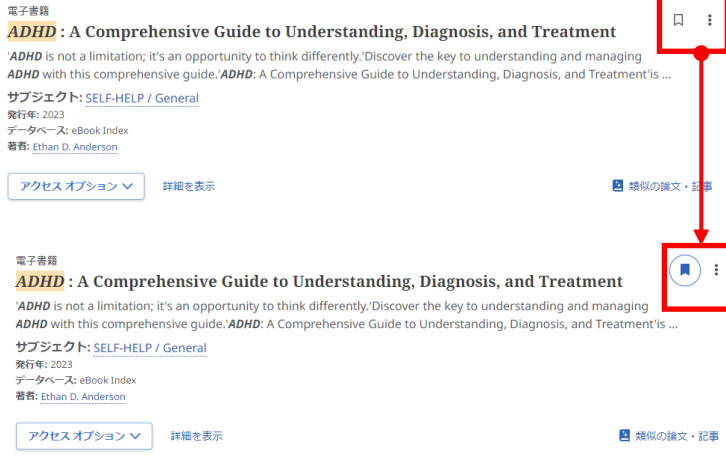 電子書籍
ADHD : A Comprehensive Guide to Understanding, Diagnosis, and Treatment
'ADHD is not a limitation; it's an opportunity to think differently.'Discover the key to understanding and managing
ADHD with this comprehensive guide.'ADHD: A Comprehensive Guide to Understanding, Diagnosis, and Treatment'is ...
サブジェクト: SELF-HELP / General
発行年: 2023
データベース: eBook Index
著者: Ethan D. Anderson
アクセス オプション 詳細を表示 類似の論文・記事
電子書籍
ADHD : A Comprehensive Guide to Understanding, Diagnosis, and Treatment
'ADHD is not a limitation; it's an opportunity to think differently.'Discover the key to understanding and managing
ADHD with this comprehensive guide.'ADHD: A Comprehensive Guide to Understanding, Diagnosis, and Treatment'is ...
サブジェクト: SELF-HELP / General
発行年: 2023
データベース: eBook Index
著者: Ethan D. Anderson
アクセス オプション 詳細を表示 類似の論文・記事